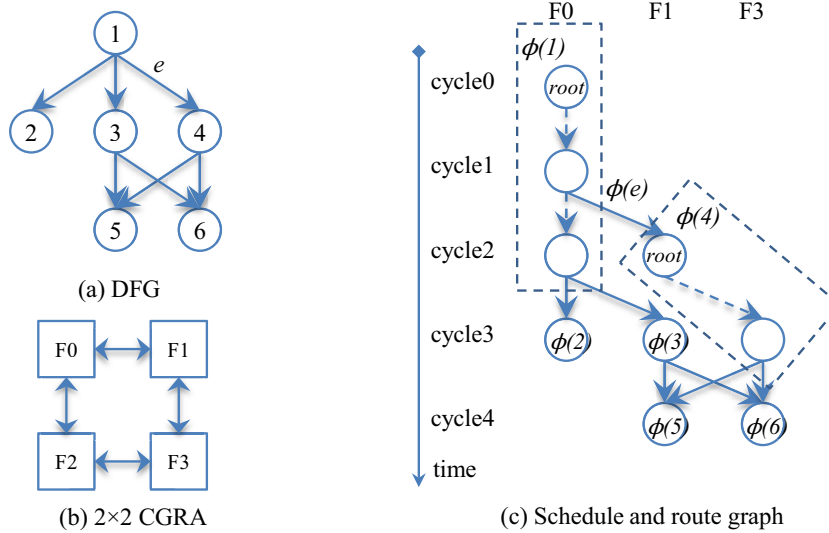 1
e
2
3
4
5
6
(a) DFG
F0
F1
F2
F3
(b) 2×2 CGRA
F0
F1
F3
ϕ(1)
cycle0
root
cycle1
ϕ(e)
ϕ(4)
cycle2
root
cycle3
ϕ(2)
ϕ(3)
cycle4
ϕ(5)
ϕ(6)
time
(c) Schedule and route graph